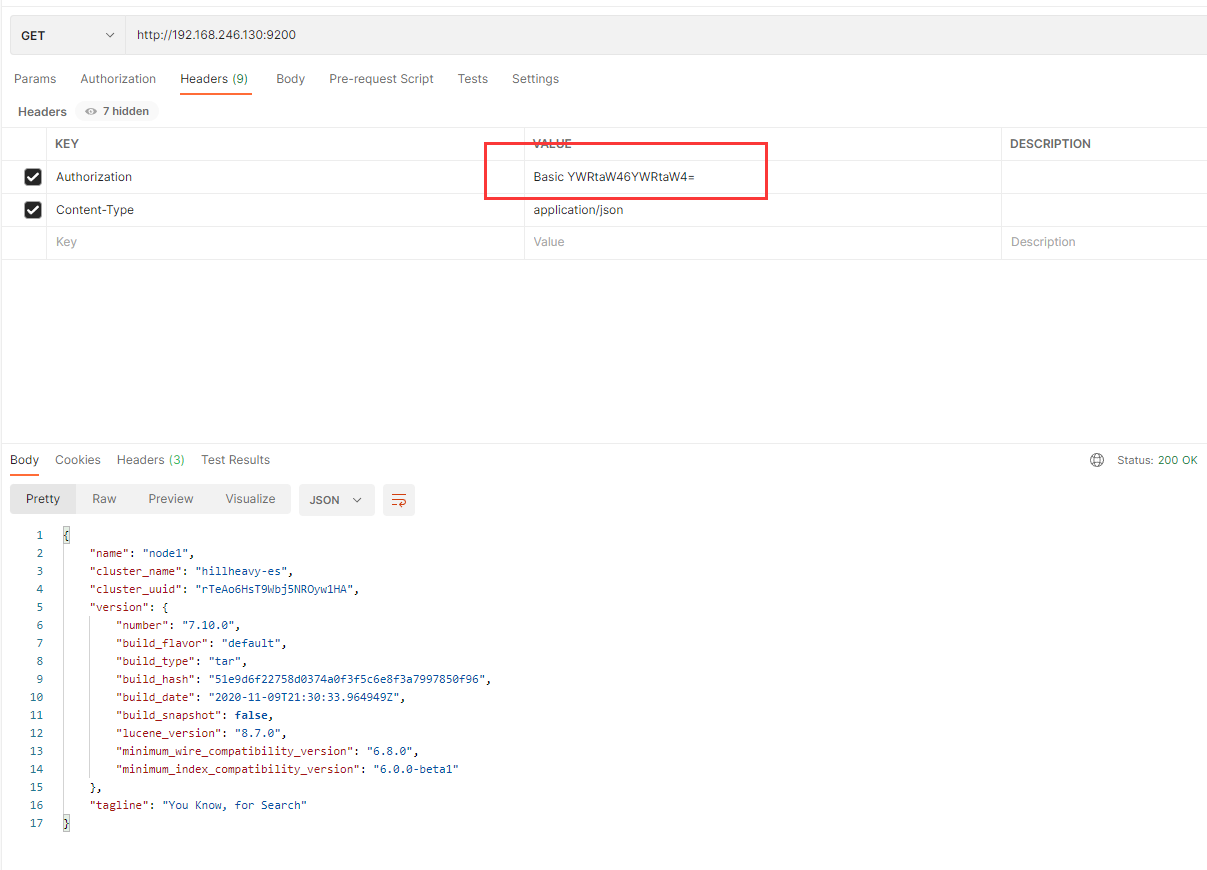 GET http://192.168.246.130:9200
Params Authorization Headers (9) Body Pre-request Script Tests Settings
Headers 7 hidden
KEY VALUE DESCRIPTION
Authorization Basic YWRtaW46YWRtaW4=
Content-Type application/json
Key Value Description
Body Cookies Headers (3) Test Results Status: 200 OK
Pretty Raw Preview Visualize JSON
1 {
2 "name": "node1",
3 "cluster_name": "hillheavy-es",
4 "cluster_uuid": "rTeAo6HsT9Wbj5NROyw1HA",
5 "version": {
6 "number": "7.10.0",
7 "build_flavor": "default",
8 "build_type": "tar",
9 "build_hash": "51e9d6f22758d0374a0f3f5c6e8f3a7997850f96",
10 "build_date": "2020-11-09T21:30:33.964949Z",
11 "build_snapshot": false,
12 "lucene_version": "8.7.0",
13 "minimum_wire_compatibility_version": "6.8.0",
14 "minimum_index_compatibility_version": "6.0.0-beta1"
15 },
16 "tagline": "You Know, for Search"
17 }